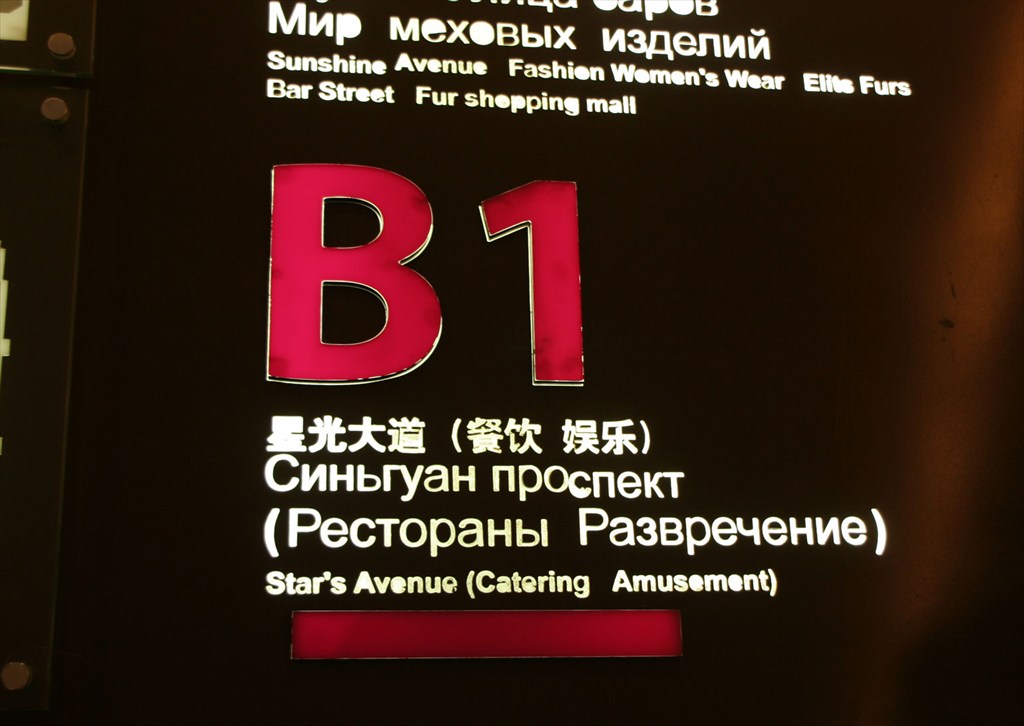 Мир меховых изделий
Sunshine Avenue Fashion Women's Wear Elite Furs
Bar Street Fur shopping mall
B1
星光大道（餐饮 娱乐）
Синьгуан проспект
(Рестораны Развречение)
Star's Avenue (Catering Amusement)